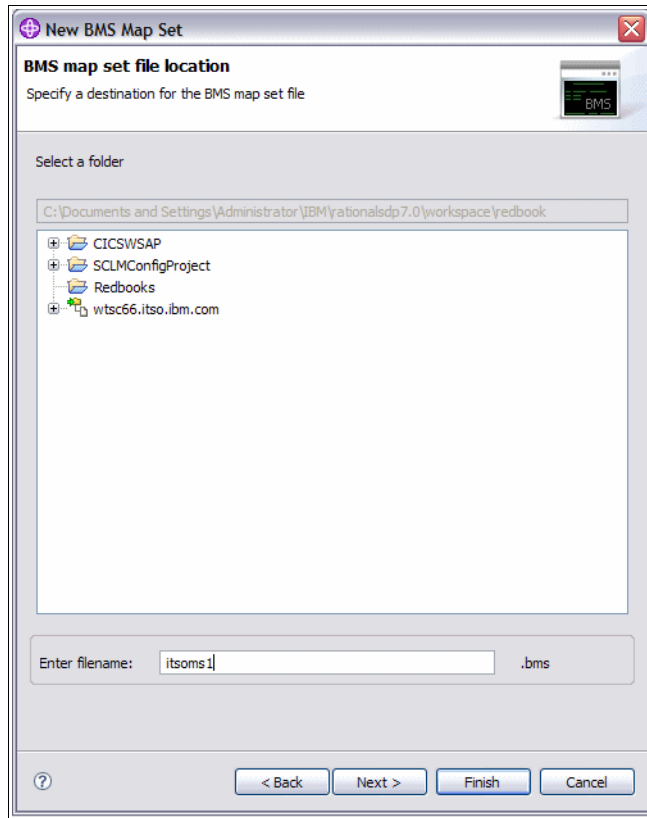 New BMS Map Set
BMS map set file location
Specify a destination for the BMS map set file
BMS
Select a folder
C:\Documents and Settings\Administrator\IBM\rationalsdp7.0\workspace\redbook
CICSWSAP
SCLMConfigProject
Redbooks
wtsc66.itso.ibm.com
Enter filename: itsoms1 .bms
? < Back Next > Finish Cancel